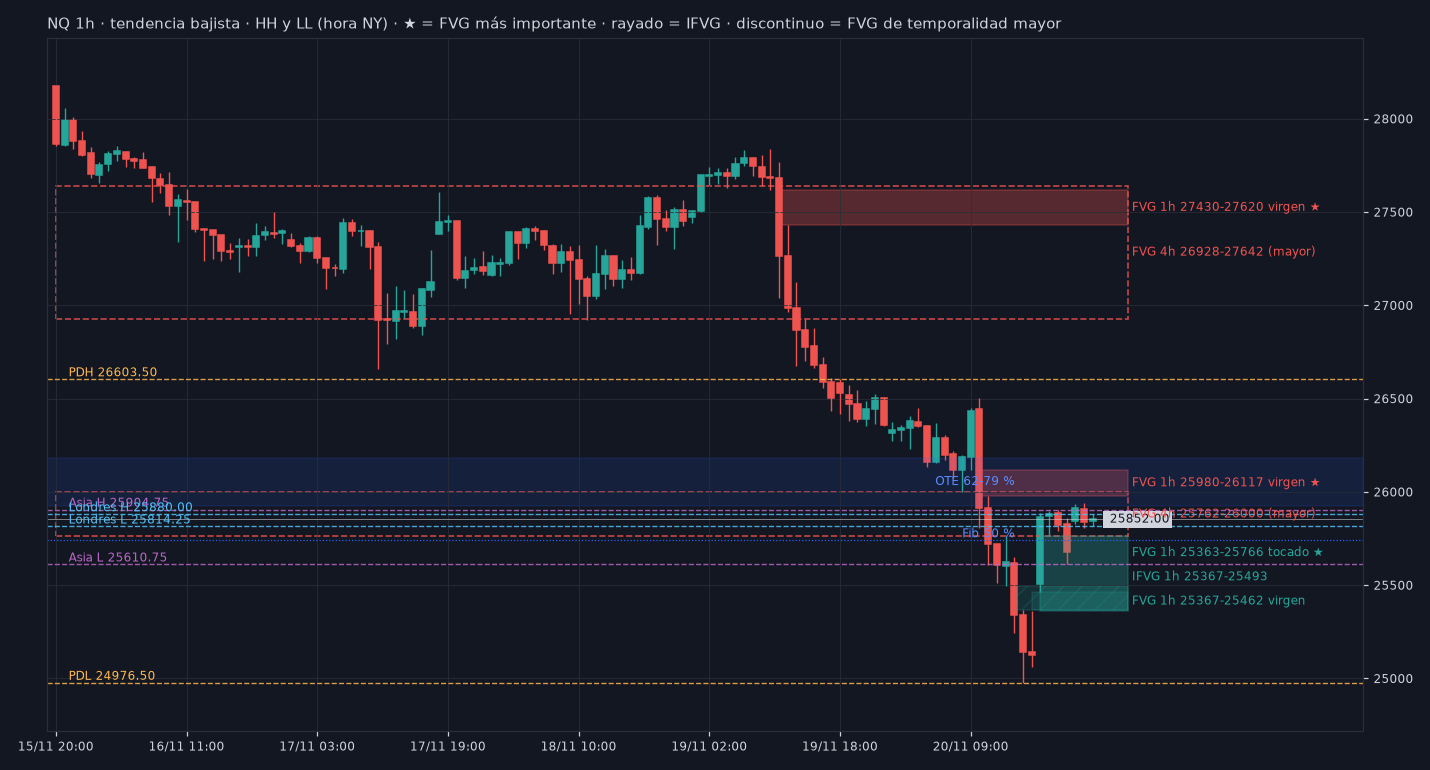 NQ 1h · tendencia bajista · HH y LL (hora NY) · ★ = FVG más importante · rayado = IFVG · discontinuo = FVG de temporalidad mayor
28000
27500
27000
26500
26000
25500
25000
FVG 1h 27430-27620 virgen ★
FVG 4h 26928-27642 (mayor)
PDH 26603.50
OTE 62-79 %
FVG 1h 25980-26117 virgen ★
Asia H 25904.75
Londres H 25880.00
FVG 4h 25762-26000 (mayor)
Londres L 25814.25
25852.00
Fib 50 %
Asia L 25610.75
FVG 1h 25363-25766 tocado ★
IFVG 1h 25367-25493
FVG 1h 25367-25462 virgen
PDL 24976.50
15/11 20:00
16/11 11:00
17/11 03:00
17/11 19:00
18/11 10:00
19/11 02:00
19/11 18:00
20/11 09:00